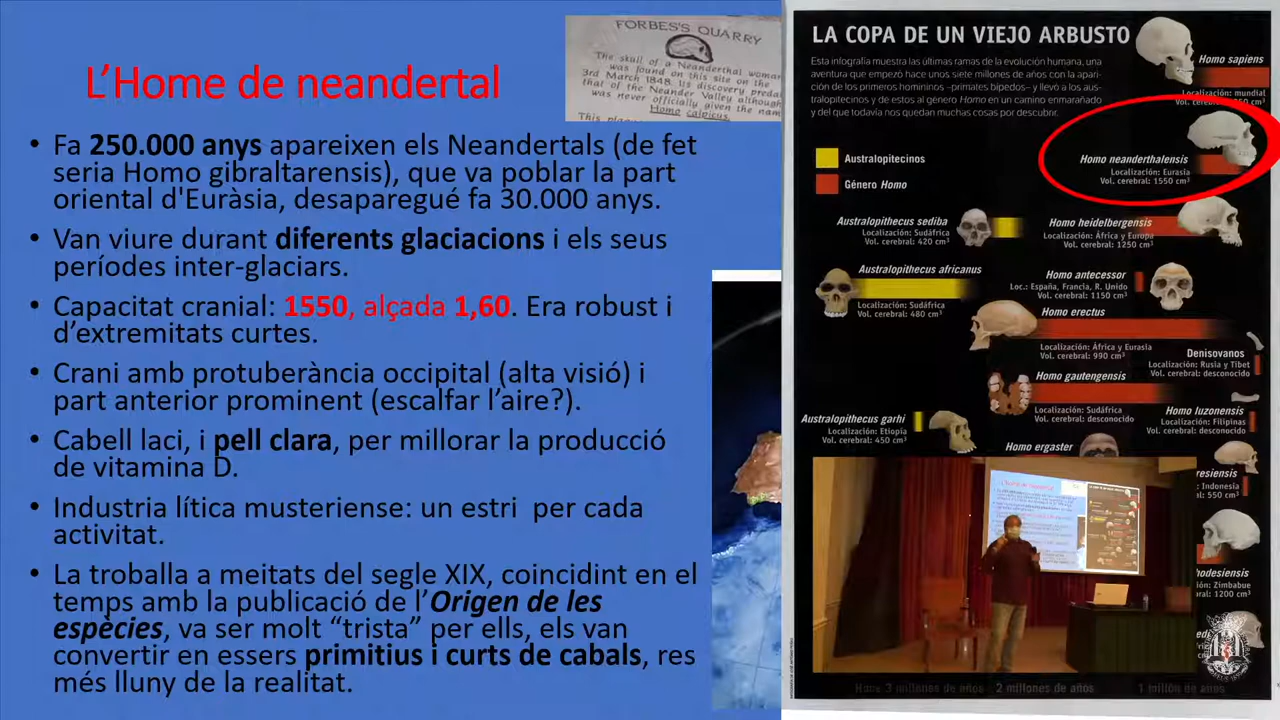 L'Home de neandertal
• Fa 250.000 anys apareixen els Neandertals (de fet
seria Homo gibraltarensis), que va poblar la part
oriental d'Euràsia, desaparegué fa 30.000 anys.
• Van viure durant diferents glaciacions i els seus
períodes inter-glaciars.
• Capacitat cranial: 1550, alçada 1,60. Era robust i
d'extremitats curtes.
• Crani amb protuberància occipital (alta visió) i
part anterior prominent (escalfar l'aire?).
• Cabell laci, i pell clara, per millorar la producció
de vitamina D.
• Industria lítica musteriense: un estri per cada
activitat.
• La troballa a meitats del segle XIX, coincidint en el
temps amb la publicació de l'Origen de les
espècies, va ser molt “trista” per ells, els van
convertir en essers primitius i curts de cabals, res
més lluny de la realitat.
FORBES'S QUARRY
The skull of a Neanderthal woman
was found on this site on the
3rd March 1848. Its discovery preda
that of the Neander Valley although
was never officially given the nam
Homo calpicus.
This plaque
LA COPA DE UN VIEJO ARBUSTO
Esta infografía muestra las últimas ramas de la evolución humana, una
aventura que empezó hace unos siete millones de años con la apari-
ción de los primeros homininos –primates bípedos– y llevó a los aus-
tralopitecinos y de estos al género Homo en un camino enmarañado
y del que todavía nos quedan muchas cosas por descubrir.
Homo sapiens
Localización: mundial
Vol. cerebral: 1350 cm³
Australopitecinos
Género Homo
Homo neanderthalensis
Localización: Eurasia
Vol. cerebral: 1550 cm³
Australopithecus sediba
Localización: Sudáfrica
Vol. cerebral: 420 cm³
Homo heidelbergensis
Localización: África y Europa
Vol. cerebral: 1250 cm³
Australopithecus africanus
Localización: Sudáfrica
Vol. cerebral: 480 cm³
Homo antecessor
Loc.: España, Francia, R. Unido
Vol. cerebral: 1150 cm³
Homo erectus
Localización: África y Eurasia
Vol. cerebral: 990 cm³
Denisovanos
Localización: Rusia y Tíbet
Vol. cerebral: desconocido
Homo gautengensis
Localización: Sudáfrica
Vol. cerebral: desconocido
Homo luzonensis
Localización: Filipinas
Vol. cerebral: desconocido
Australopithecus garhi
Localización: Etiopía
Vol. cerebral: 450 cm³
Homo ergaster
resiensis
: Indonesia
al: 550 cm³
hodesiensis
ión: Zimbabue
bral: 1200 cm³
Hace 3 millones de años
2 millones de años
1 millón de años